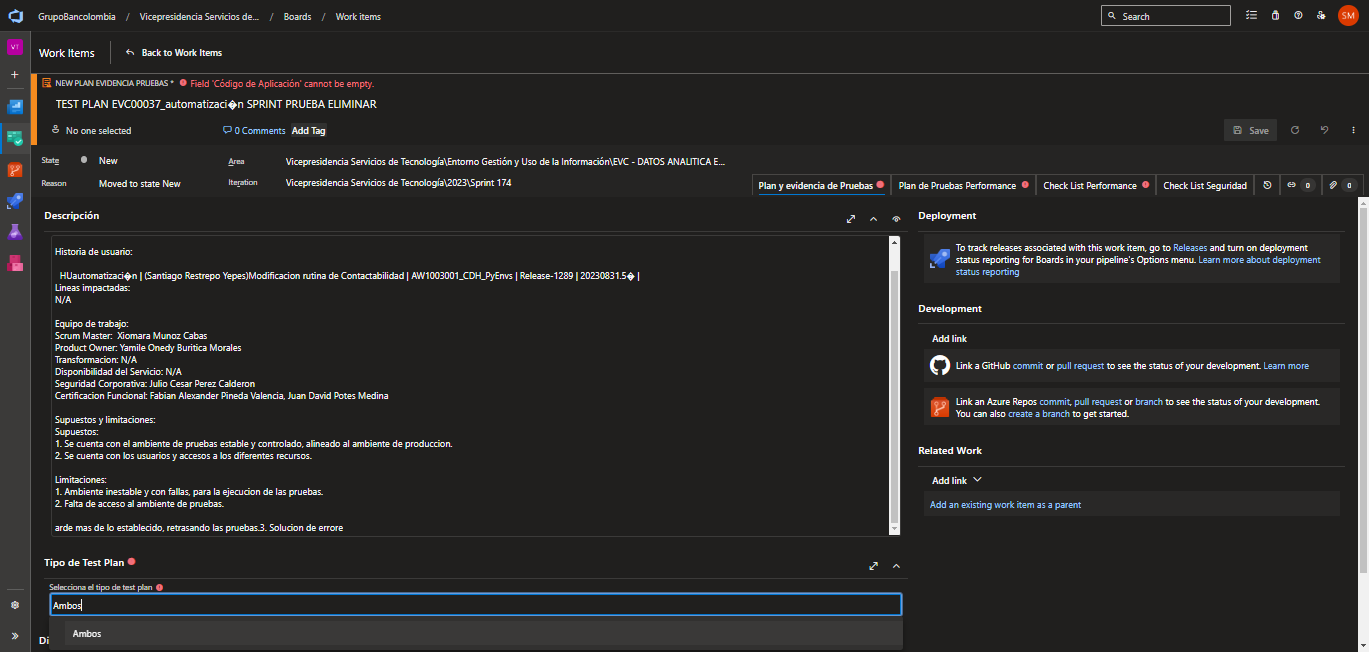 GrupoBancolombia / Vicepresidencia Servicios de... / Boards / Work items
Search
SM
VT
Work Items
Back to Work Items
NEW PLAN EVIDENCIA PRUEBAS * Field 'Código de Aplicación' cannot be empty.
TEST PLAN EVC00037_automatizaci�n SPRINT PRUEBA ELIMINAR
No one selected
0 Comments
Add Tag
Save
State
New
Area
Vicepresidencia Servicios de Tecnología\Entorno Gestión y Uso de la Información\EVC - DATOS ANALITICA E...
Reason
Moved to state New
Iteration
Vicepresidencia Servicios de Tecnología\2023\Sprint 174
Plan y evidencia de Pruebas
Plan de Pruebas Performance
Check List Performance
Check List Seguridad
0
0
Descripción
Historia de usuario:
HUautomatizaci�n | (Santiago Restrepo Yepes)Modificacion rutina de Contactabilidad | AW1003001_CDH_PyEnvs | Release-1289 | 20230831.5� |
Lineas impactadas:
N/A
Equipo de trabajo:
Scrum Master:  Xiomara Munoz Cabas
Product Owner: Yamile Onedy Buritica Morales
Transformacion: N/A
Disponibilidad del Servicio: N/A
Seguridad Corporativa: Julio Cesar Perez Calderon
Certificacion Funcional: Fabian Alexander Pineda Valencia, Juan David Potes Medina
Supuestos y limitaciones:
Supuestos:
1. Se cuenta con el ambiente de pruebas estable y controlado, alineado al ambiente de produccion.
2. Se cuenta con los usuarios y accesos a los diferentes recursos.
Limitaciones:
1. Ambiente inestable y con fallas, para la ejecucion de las pruebas.
2. Falta de acceso al ambiente de pruebas.
arde mas de lo establecido, retrasando las pruebas.3. Solucion de errore
Tipo de Test Plan
Selecciona el tipo de test plan
Ambos
Ambos
Di
Deployment
To track releases associated with this work item, go to Releases and turn on deployment
status reporting for Boards in your pipeline's Options menu. Learn more about deployment
status reporting
Development
Add link
Link a GitHub commit or pull request to see the status of your development. Learn more
Link an Azure Repos commit, pull request or branch to see the status of your development.
You can also create a branch to get started.
Related Work
Add link
Add an existing work item as a parent